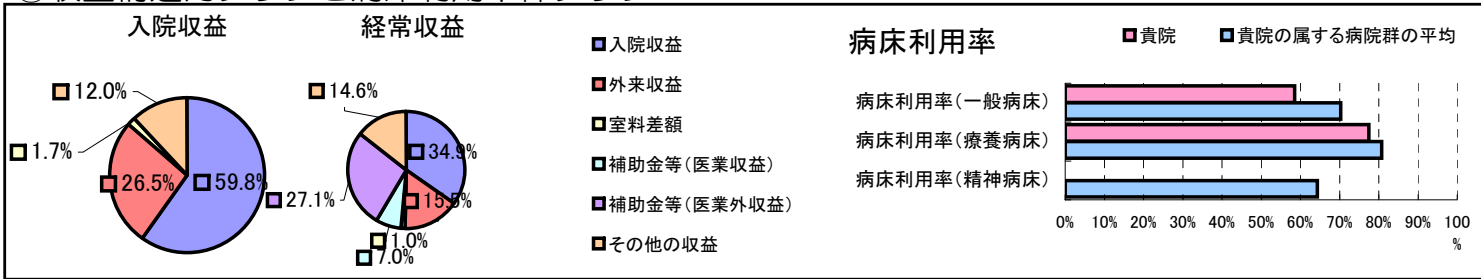 入院収益
12.0%
1.7%
26.5%
59.8%
経常収益
14.6%
34.9%
27.1%
15.5%
1.0%
7.0%
入院収益
外来収益
室料差額
補助金等(医業収益)
補助金等(医業外収益)
その他の収益
病床利用率
貴院
貴院の属する病院群の平均
病床利用率(一般病床)
病床利用率(療養病床)
病床利用率(精神病床)
0% 10% 20% 30% 40% 50% 60% 70% 80% 90% 100
%